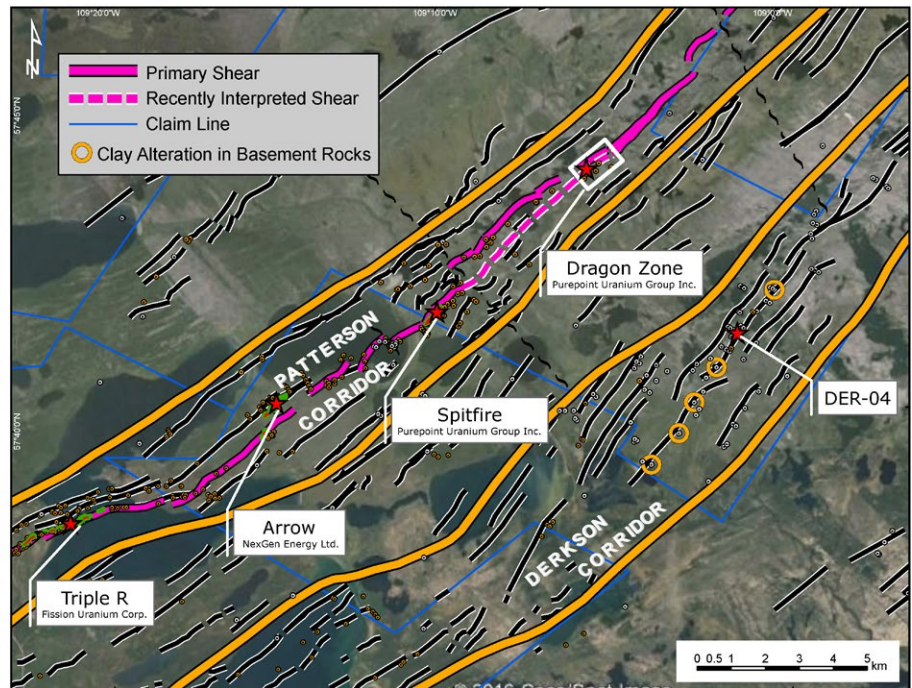 109°20'0"W
109°10'0"W
109°0'0"W
N
57°45'0"N
57°40'0"N
Primary Shear
Recently Interpreted Shear
Claim Line
Clay Alteration in Basement Rocks
Dragon Zone
Purepoint Uranium Group Inc.
PATTERSON
CORRIDOR
DER-04
Spitfire
Purepoint Uranium Group Inc.
Arrow
NexGen Energy Ltd.
DERKSON
CORRIDOR
Triple R
Fission Uranium Corp.
0 0.5 1 2 3 4 5
km